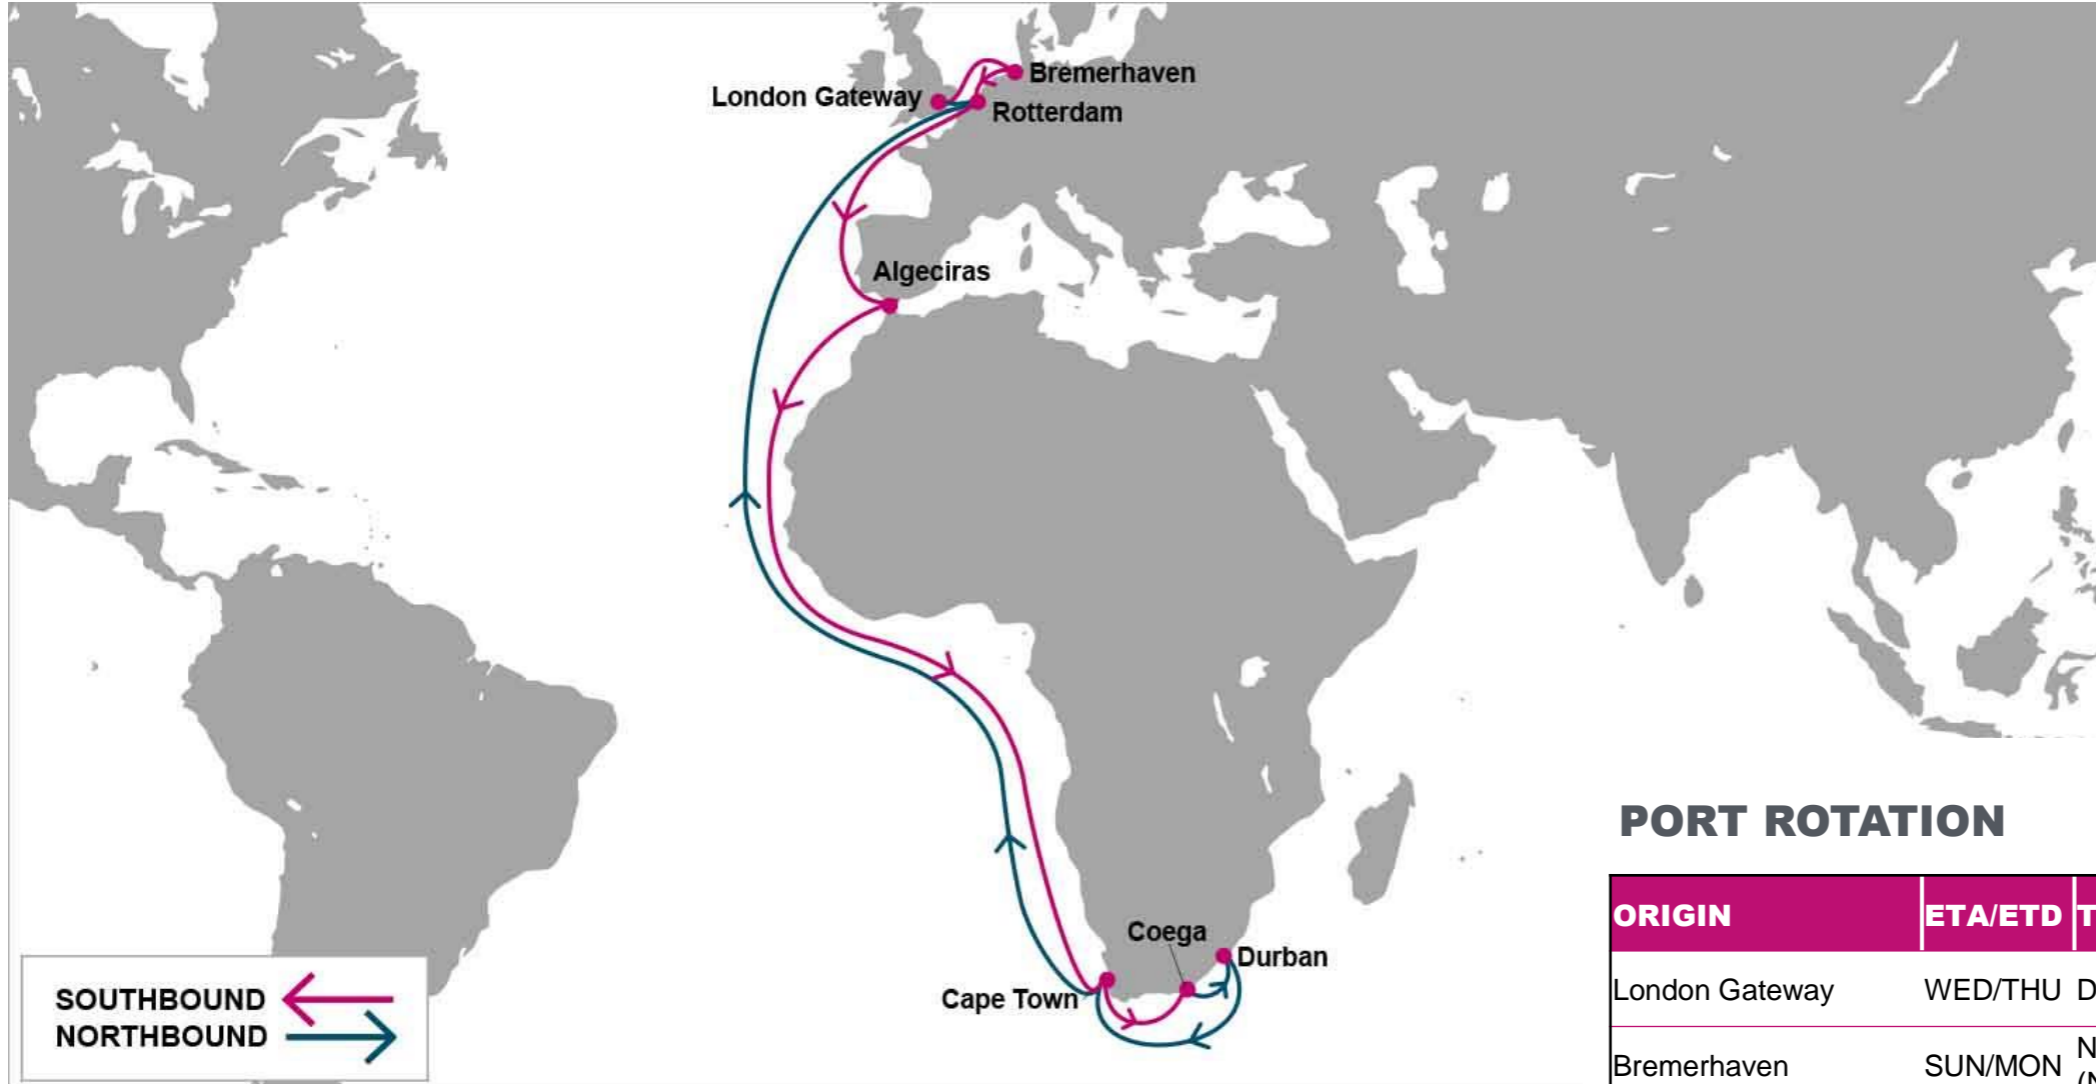 London Gateway
Bremerhaven
Rotterdam
Algeciras
Coega
Durban
Cape Town
SOUTHBOUND
NORTHBOUND
PORT ROTATION
ORIGIN ETA/ETD T
London Gateway WED/THU D
Bremerhaven SUN/MON N